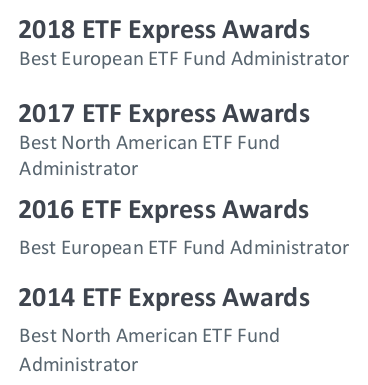 2018 ETF Express Awards
Best European ETF Fund Administrator
2017 ETF Express Awards
Best North American ETF Fund
Administrator
2016 ETF Express Awards
Best European ETF Fund Administrator
2014 ETF Express Awards
Best North American ETF Fund
Administrator